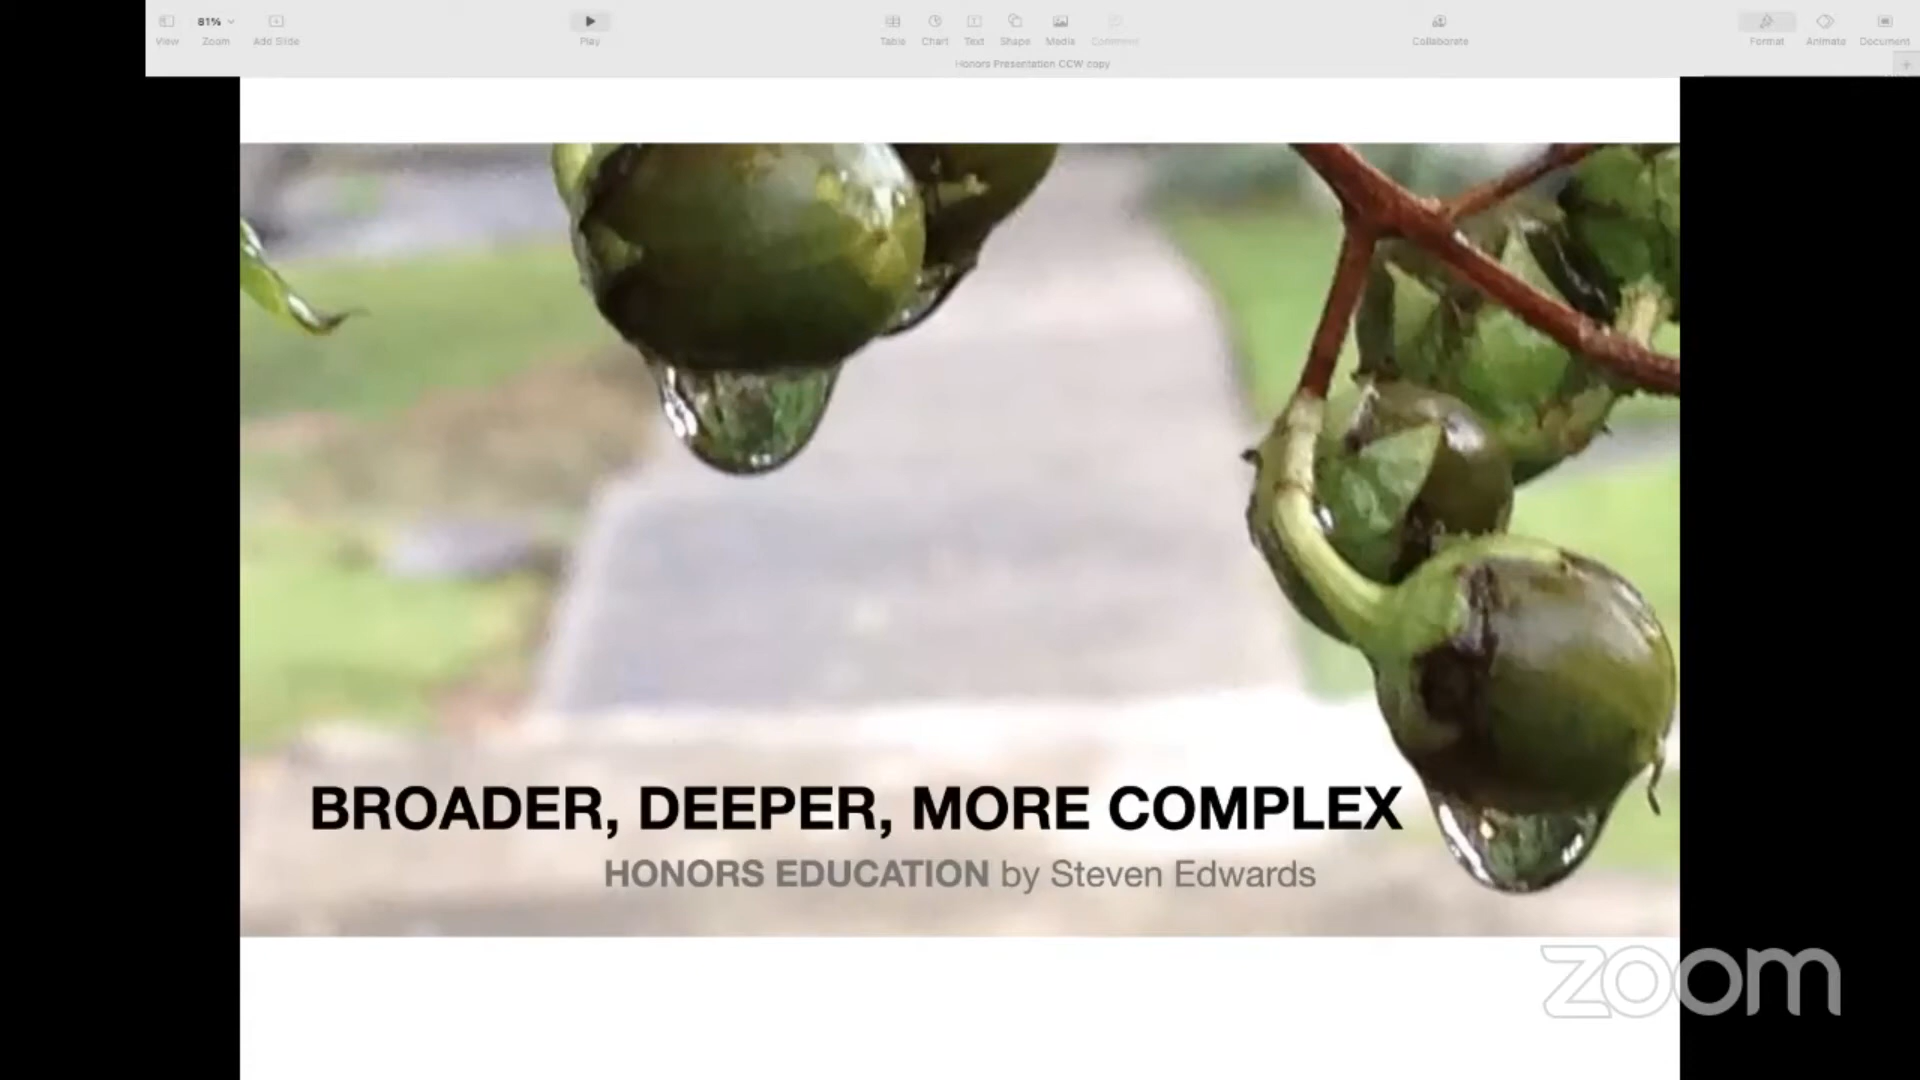 81%
View Zoom Add Slide Play Table Chart Text Shape Media Comment Collaborate Format Animate Document
Honors Presentation CCW copy
BROADER, DEEPER, MORE COMPLEX
HONORS EDUCATION by Steven Edwards
zoom